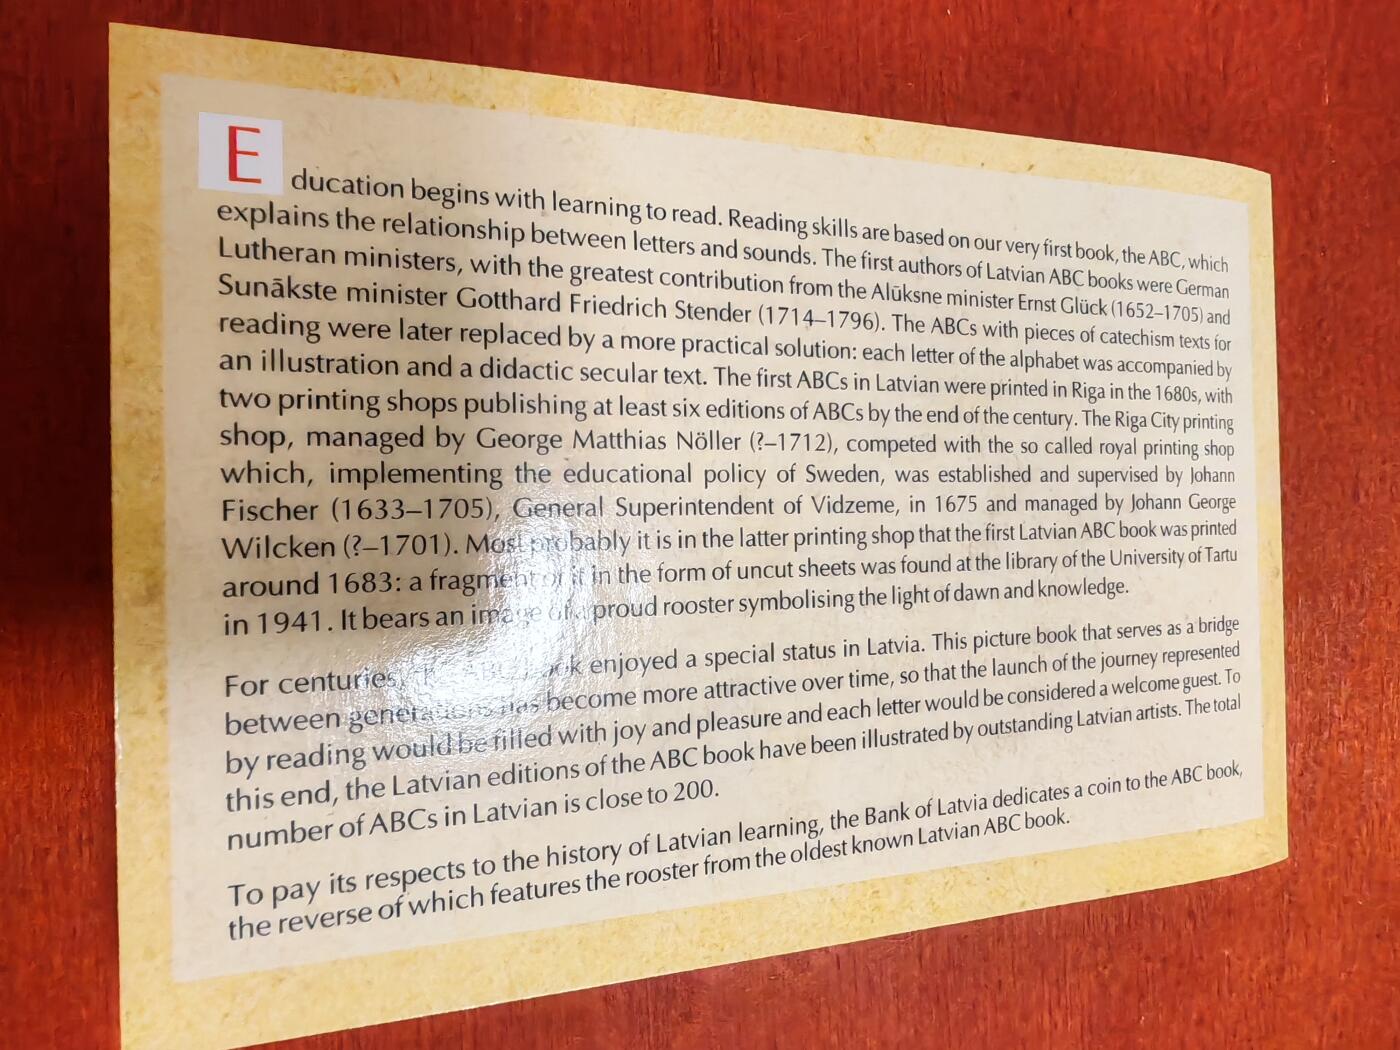 Education begins with learning to read. Reading skills are based on our very first book, the ABC, which
explains the relationship between letters and sounds. The first authors of Latvian ABC books were German
Lutheran ministers, with the greatest contribution from the Alūksne minister Ernst Glück (1652–1705) and
Sunākste minister Gotthard Friedrich Stender (1714–1796). The ABCs with pieces of catechism texts for
reading were later replaced by a more practical solution: each letter of the alphabet was accompanied by
an illustration and a didactic secular text. The first ABCs in Latvian were printed in Riga in the 1680s, with
two printing shops publishing at least six editions of ABCs by the end of the century. The Riga City printing
shop, managed by George Matthias Nöller (?–1712), competed with the so called royal printing shop
which, implementing the educational policy of Sweden, was established and supervised by Johann
Fischer (1633–1705), General Superintendent of Vidzeme, in 1675 and managed by Johann George
Wilcken (?–1701). Most probably it is in the latter printing shop that the first Latvian ABC book was printed
around 1683: a fragment of it in the form of uncut sheets was found at the library of the University of Tartu
in 1941. It bears an image of a proud rooster symbolising the light of dawn and knowledge.
For centuries, the ABC book enjoyed a special status in Latvia. This picture book that serves as a bridge
between generations has become more attractive over time, so that the launch of the journey represented
by reading would be filled with joy and pleasure and each letter would be considered a welcome guest. To
this end, the Latvian editions of the ABC book have been illustrated by outstanding Latvian artists. The total
number of ABCs in Latvian is close to 200.
To pay its respects to the history of Latvian learning, the Bank of Latvia dedicates a coin to the ABC book,
the reverse of which features the rooster from the oldest known Latvian ABC book.